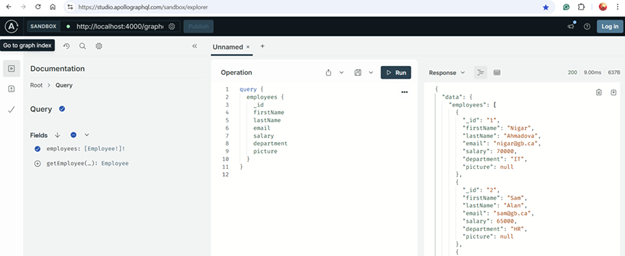 https://studio.apollographql.com/sandbox/explorer
SANDBOX
http://localhost:4000/graph
Publish
Log In
Go to graph index
Documentation
Root > Query
Query
Fields
employees: [Employee!]!
getEmployee(…): Employee
Unnamed
Operation
Run
1 query {
2 employees {
3 _id
4 firstName
5 lastName
6 email
7 salary
8 department
9 picture
10 }
11 }
12
Response
200 9.00ms 637B
{
"data": {
"employees": [
{
"_id": "1",
"firstName": "Nigar",
"lastName": "Ahmadova",
"email": "nigar@gb.ca",
"salary": 70000,
"department": "IT",
"picture": null
},
{
"_id": "2",
"firstName": "Sam",
"lastName": "Alan",
"email": "sam@gb.ca",
"salary": 65000,
"department": "HR",
"picture": null
},
{